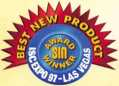 BEST NEW PRODUCT
AWARD
SIN
WINNER
ISC EXPO 97 - LAS VEGAS